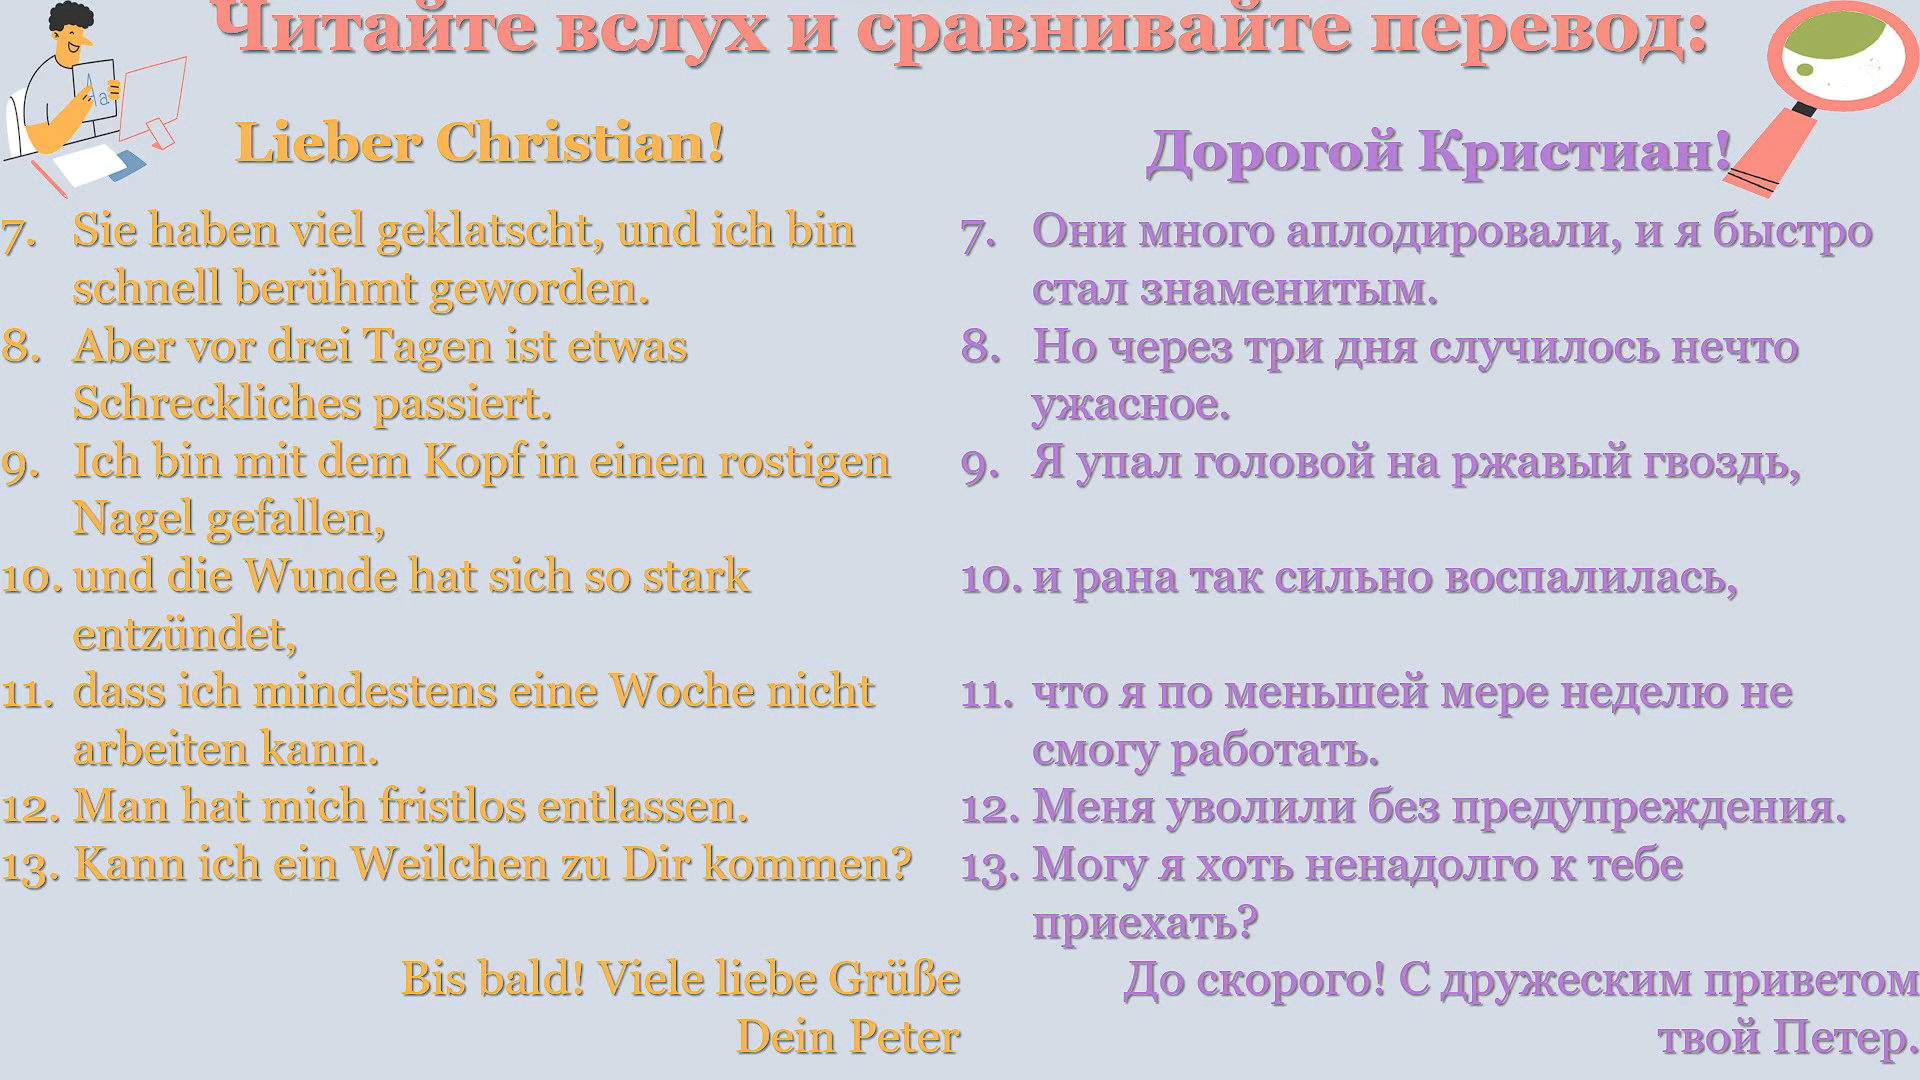 Читайте вслух и сравнивайте перевод:
Lieber Christian!
7. Sie haben viel geklatscht, und ich bin
schnell berühmt geworden.
8. Aber vor drei Tagen ist etwas
Schreckliches passiert.
9. Ich bin mit dem Kopf in einen rostigen
Nagel gefallen,
10. und die Wunde hat sich so stark
entzündet,
11. dass ich mindestens eine Woche nicht
arbeiten kann.
12. Man hat mich fristlos entlassen.
13. Kann ich ein Weilchen zu Dir kommen?
Bis bald! Viele liebe Grüße
Dein Peter
Дорогой Кристиан!
7. Они много аплодировали, и я быстро
стал знаменитым.
8. Но через три дня случилось нечто
ужасное.
9. Я упал головой на ржавый гвоздь,
10. и рана так сильно воспалилась,
11. что я по меньшей мере неделю не
смогу работать.
12. Меня уволили без предупреждения.
13. Могу я хоть ненадолго к тебе
приехать?
До скорого! С дружеским приветом
твой Петер.